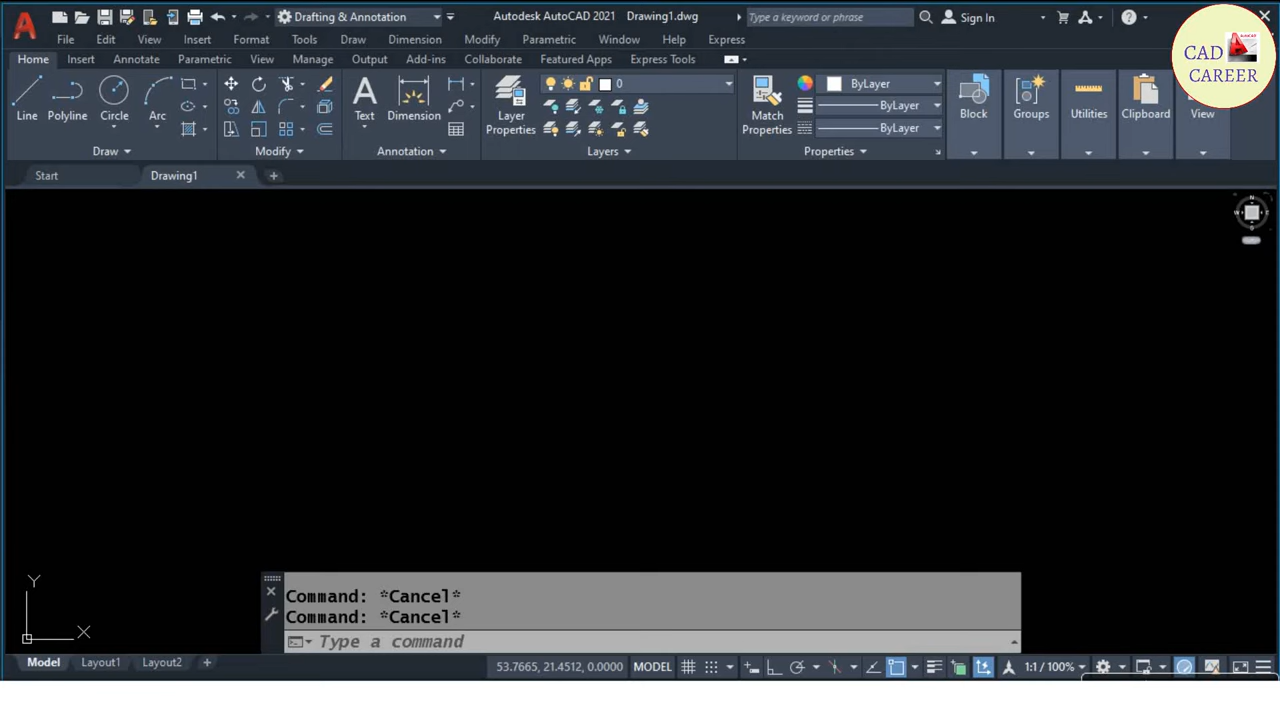 Drafting & Annotation
Autodesk AutoCAD 2021 Drawing1.dwg
Type a keyword or phrase
Sign In
File Edit View Insert Format Tools Draw Dimension Modify Parametric Window Help Express
CAD
CAREER
Home Insert Annotate Parametric View Manage Output Add-ins Collaborate Featured Apps Express Tools
0
ByLayer
ByLayer
ByLayer
Line Polyline Circle Arc
Text Dimension
Layer
Properties
Match
Properties
Block Groups Utilities Clipboard View
Draw Modify Annotation Layers Properties
Start Drawing1
N
W
E
S
Y
X
Command: *Cancel*
Command: *Cancel*
Type a command
Model Layout1 Layout2
53.7665, 21.4512, 0.0000 MODEL 1:1 / 100%